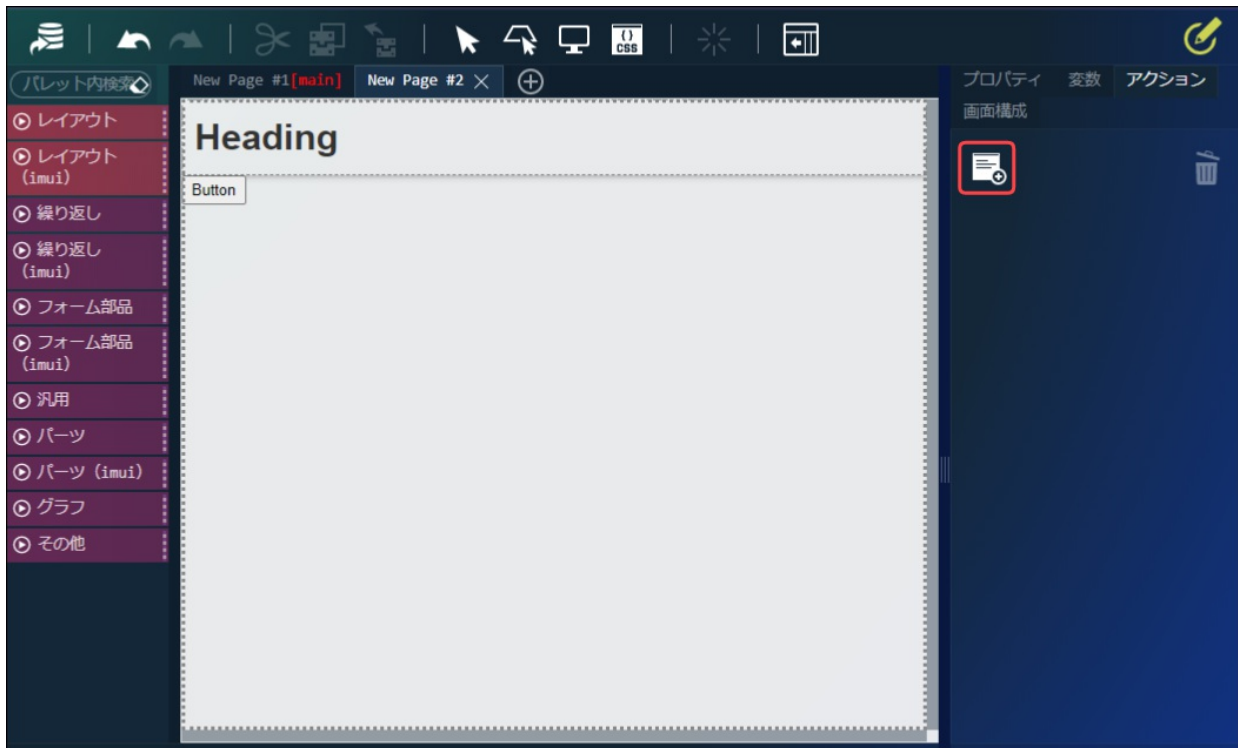 {} CSS
パレット内検索
New Page #1[main]
New Page #2
プロパティ 変数 アクション
画面構成
レイアウト
レイアウト
(imui)
繰り返し
繰り返し
(imui)
フォーム部品
フォーム部品
(imui)
汎用
パーツ
パーツ (imui)
グラフ
その他
Heading
Button